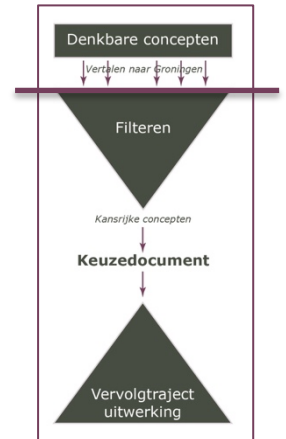 Denkbare concepten
Vertalen naar Groningen
Filteren
Kansrijke concepten
Keuzedocument
Vervolgtraject
uitwerking